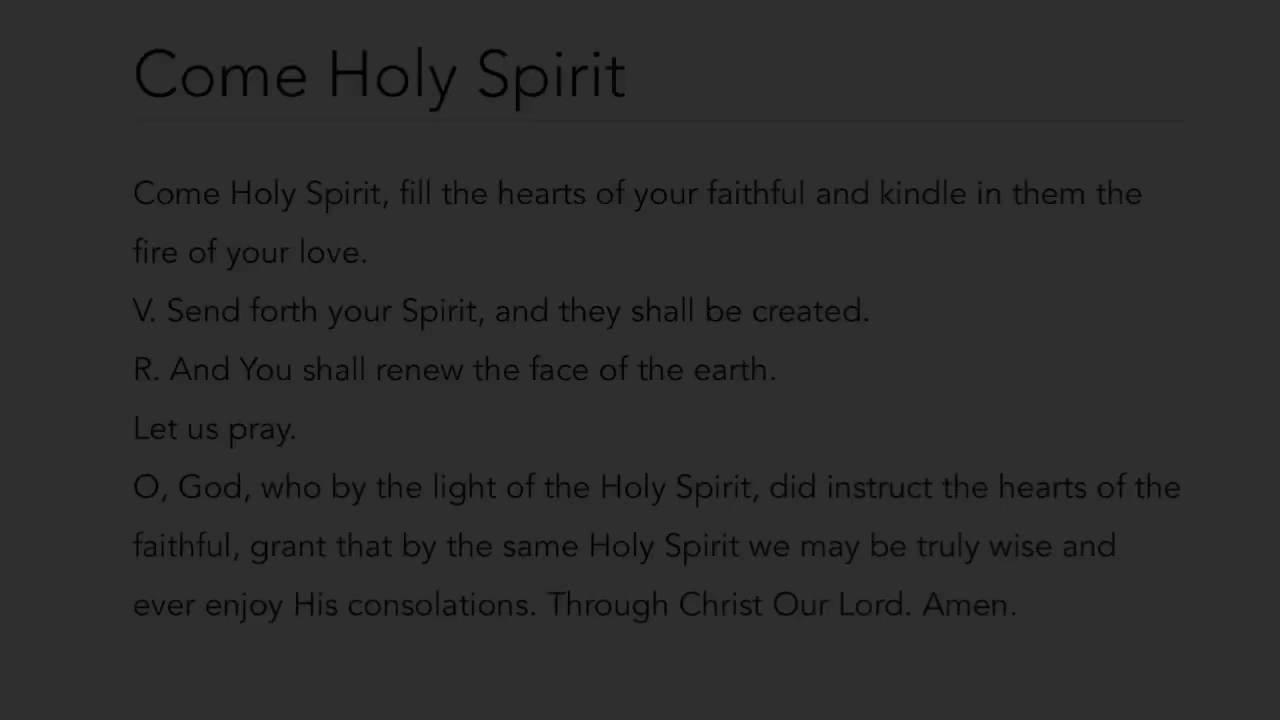 Come Holy Spirit
Come Holy Spirit, fill the hearts of your faithful and kindle in them the
fire of your love.
V. Send forth your Spirit, and they shall be created.
R. And You shall renew the face of the earth.
Let us pray.
O, God, who by the light of the Holy Spirit, did instruct the hearts of the
faithful, grant that by the same Holy Spirit we may be truly wise and
ever enjoy His consolations. Through Christ Our Lord. Amen.